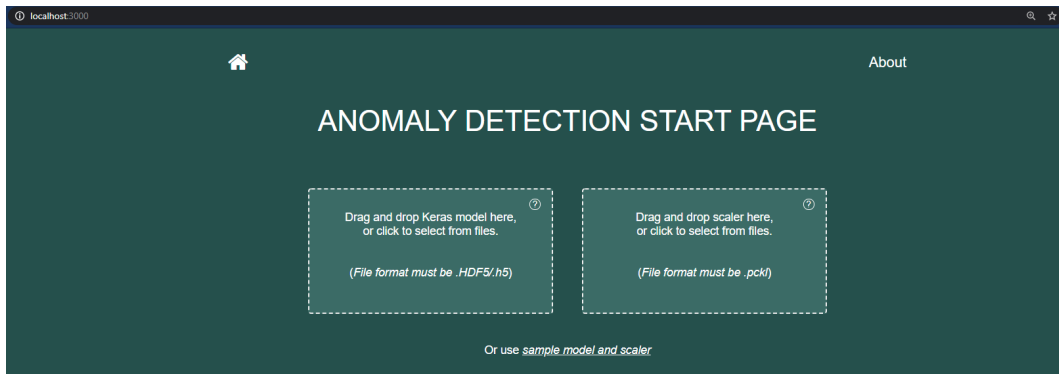 localhost:3000
About
ANOMALY DETECTION START PAGE
?
Drag and drop Keras model here,
or click to select from files.
(File format must be .HDF5/.h5)
?
Drag and drop scaler here,
or click to select from files.
(File format must be .pckl)
Or use sample model and scaler